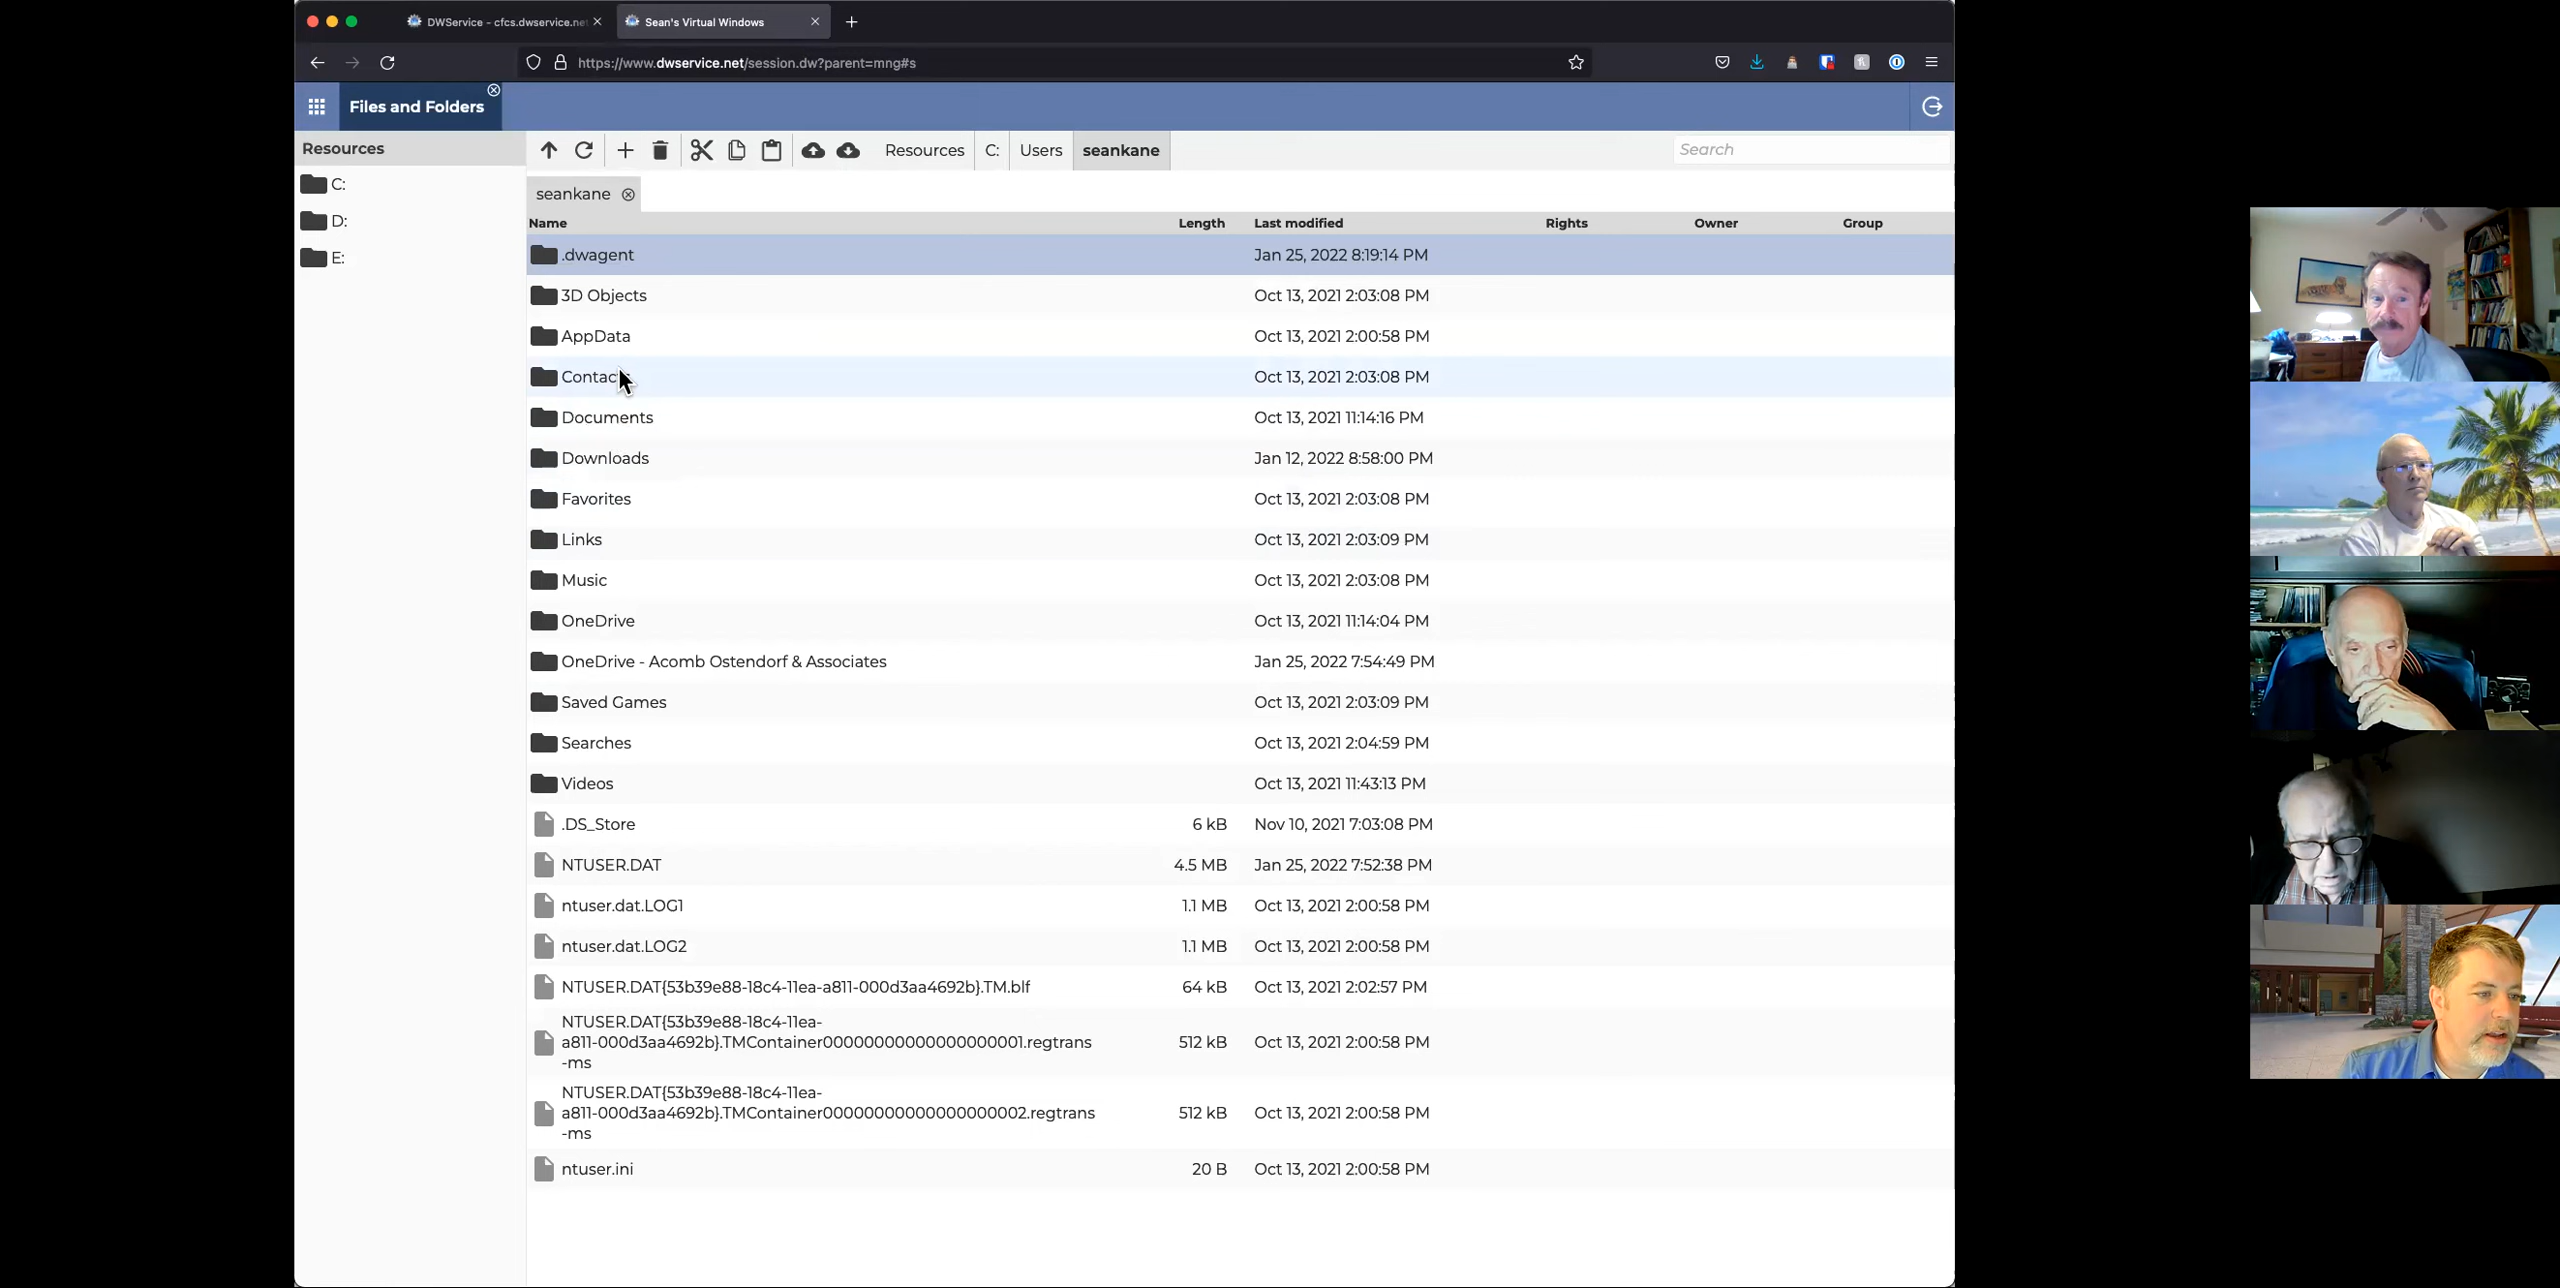 DWService - cfcs.dwservice.ne
Sean's Virtual Windows
https://www.dwservice.net/session.dw?parent=mng#s
Files and Folders
Resources
C:
D:
E:
Resources C: Users seankane
Search
seankane
Name Length Last modified Rights Owner Group
.dwagent Jan 25, 2022 8:19:14 PM
3D Objects Oct 13, 2021 2:03:08 PM
AppData Oct 13, 2021 2:00:58 PM
Contac Oct 13, 2021 2:03:08 PM
Documents Oct 13, 2021 11:14:16 PM
Downloads Jan 12, 2022 8:58:00 PM
Favorites Oct 13, 2021 2:03:08 PM
Links Oct 13, 2021 2:03:09 PM
Music Oct 13, 2021 2:03:08 PM
OneDrive Oct 13, 2021 11:14:04 PM
OneDrive - Acomb Ostendorf & Associates Jan 25, 2022 7:54:49 PM
Saved Games Oct 13, 2021 2:03:09 PM
Searches Oct 13, 2021 2:04:59 PM
Videos Oct 13, 2021 11:43:13 PM
.DS_Store 6 kB Nov 10, 2021 7:03:08 PM
NTUSER.DAT 4.5 MB Jan 25, 2022 7:52:38 PM
ntuser.dat.LOG1 1.1 MB Oct 13, 2021 2:00:58 PM
ntuser.dat.LOG2 1.1 MB Oct 13, 2021 2:00:58 PM
NTUSER.DAT{53b39e88-18c4-11ea-a811-000d3aa4692b}.TM.blf 64 kB Oct 13, 2021 2:02:57 PM
NTUSER.DAT{53b39e88-18c4-11ea-
a811-000d3aa4692b}.TMContainer00000000000000000001.regtrans 512 kB Oct 13, 2021 2:00:58 PM
-ms
NTUSER.DAT{53b39e88-18c4-11ea-
a811-000d3aa4692b}.TMContainer00000000000000000002.regtrans 512 kB Oct 13, 2021 2:00:58 PM
-ms
ntuser.ini 20 B Oct 13, 2021 2:00:58 PM